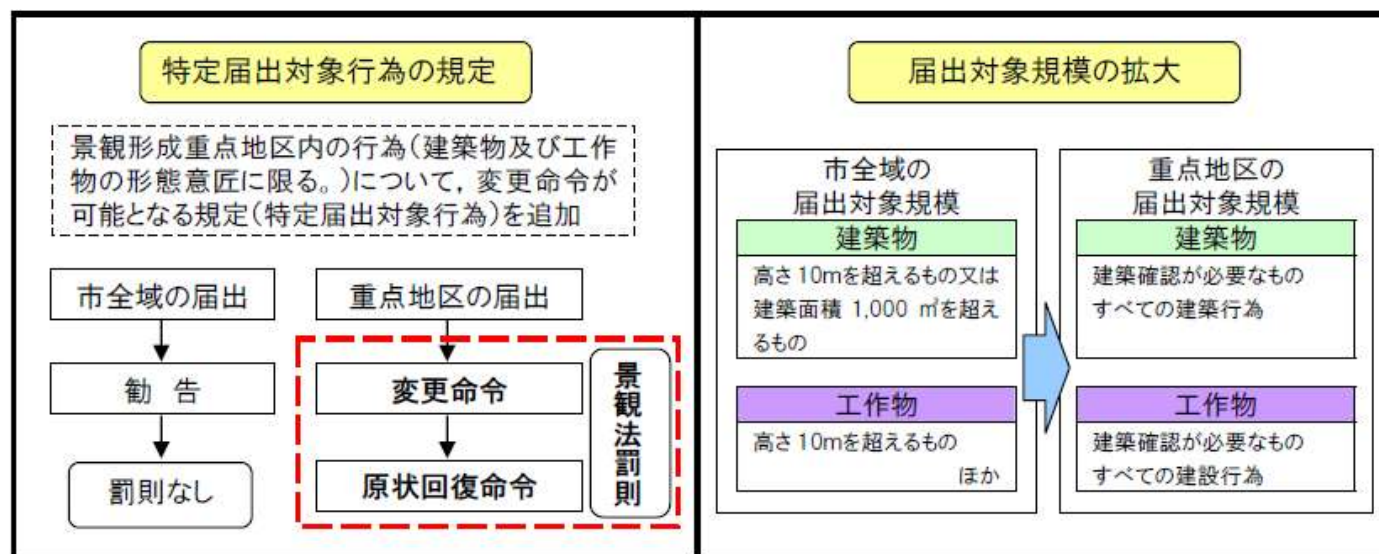 特定届出対象行為の規定
景観形成重点地区内の行為(建築物及び工作
物の形態意匠に限る。)について,変更命令が
可能となる規定(特定届出対象行為)を追加
市全域の届出
勧 告
罰則なし
重点地区の届出
変更命令
原状回復命令
景観法罰則
届出対象規模の拡大
市全域の
届出対象規模
建築物
高さ10mを超えるもの又は
建築面積 1,000 ㎡を超え
るもの
工作物
高さ10mを超えるもの
ほか
重点地区の
届出対象規模
建築物
建築確認が必要なもの
すべての建築行為
工作物
建築確認が必要なもの
すべての建設行為